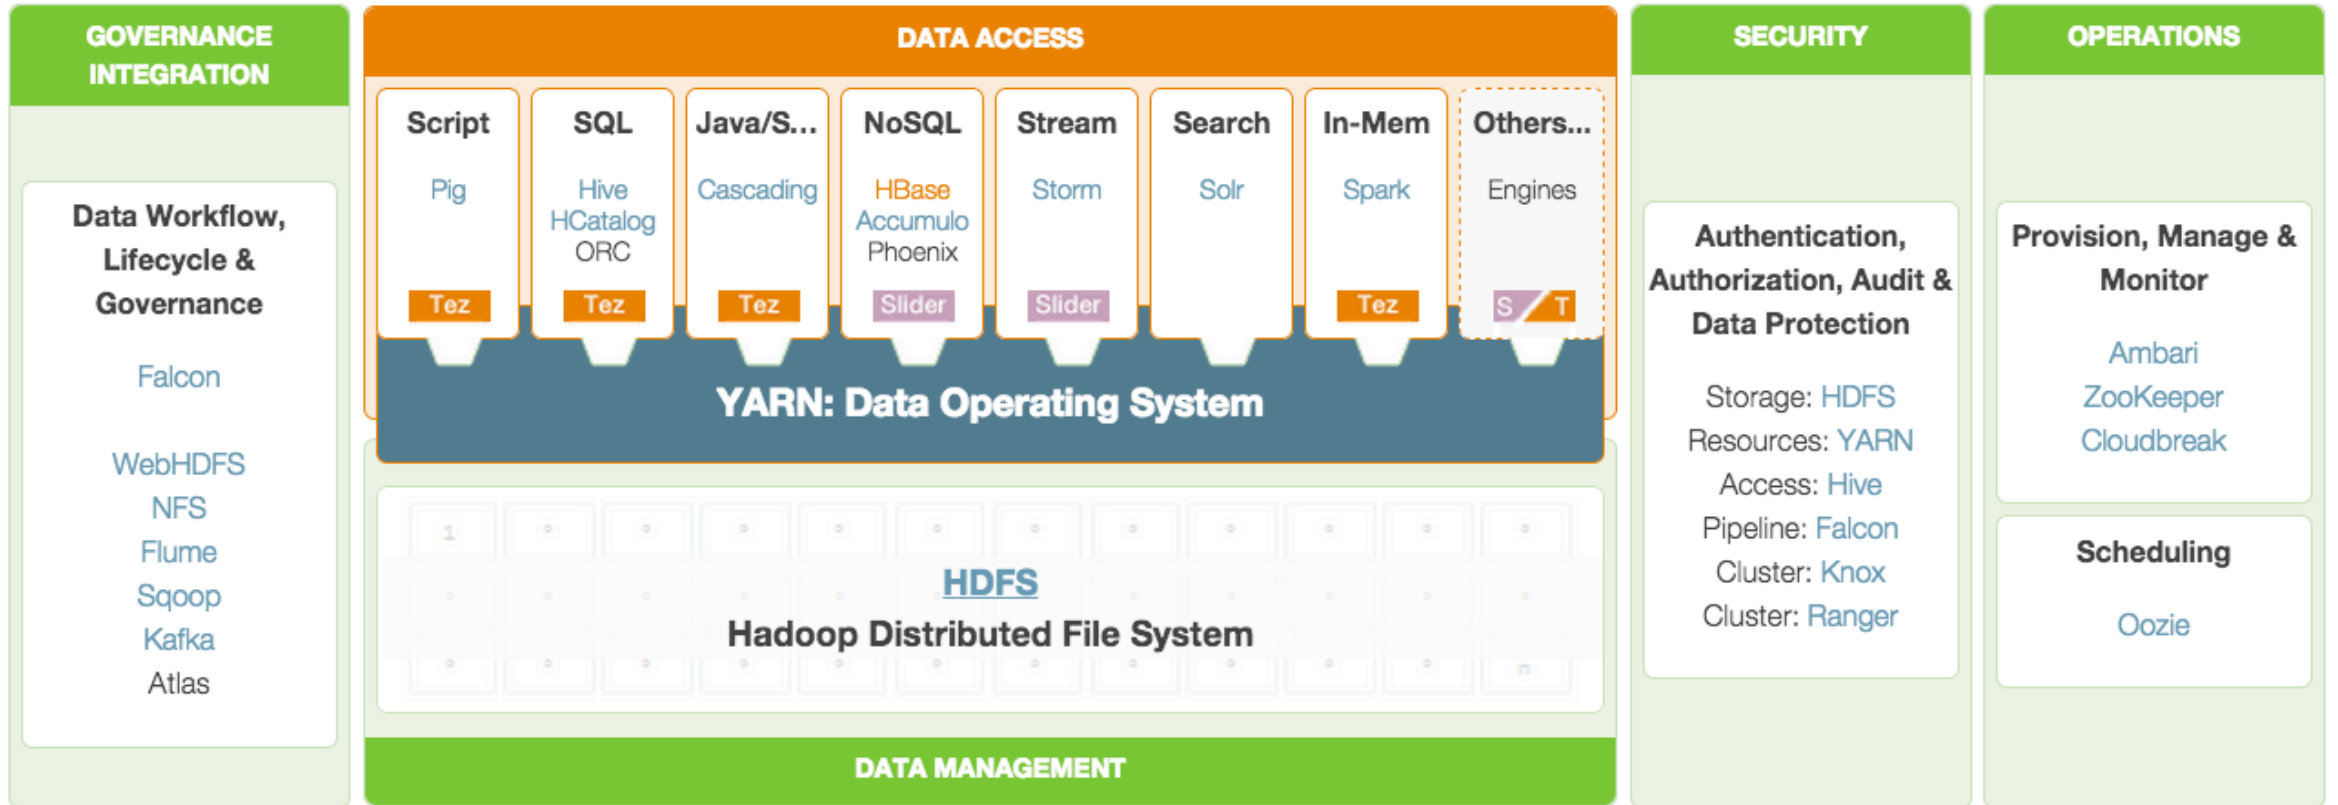 GOVERNANCE
INTEGRATION
Data Workflow,
Lifecycle &
Governance
Falcon
WebHDFS
NFS
Flume
Sqoop
Kafka
Atlas
DATA ACCESS
Script
Pig
Tez
SQL
Hive
HCatalog
ORC
Tez
Java/S...
Cascading
Tez
NoSQL
HBase
Accumulo
Phoenix
Slider
Stream
Storm
Slider
Search
Solr
In-Mem
Spark
Tez
Others...
Engines
S / T
YARN: Data Operating System
1
HDFS
Hadoop Distributed File System
n
DATA MANAGEMENT
SECURITY
Authentication,
Authorization, Audit &
Data Protection
Storage: HDFS
Resources: YARN
Access: Hive
Pipeline: Falcon
Cluster: Knox
Cluster: Ranger
OPERATIONS
Provision, Manage &
Monitor
Ambari
ZooKeeper
Cloudbreak
Scheduling
Oozie